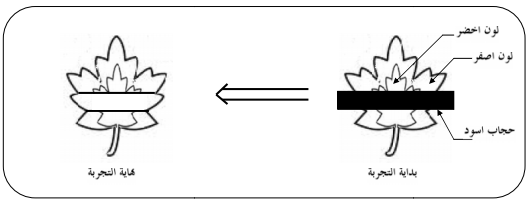 لون اخضر
لون اصفر
حجاب اسود
بداية التجربة
نهاية التجربة